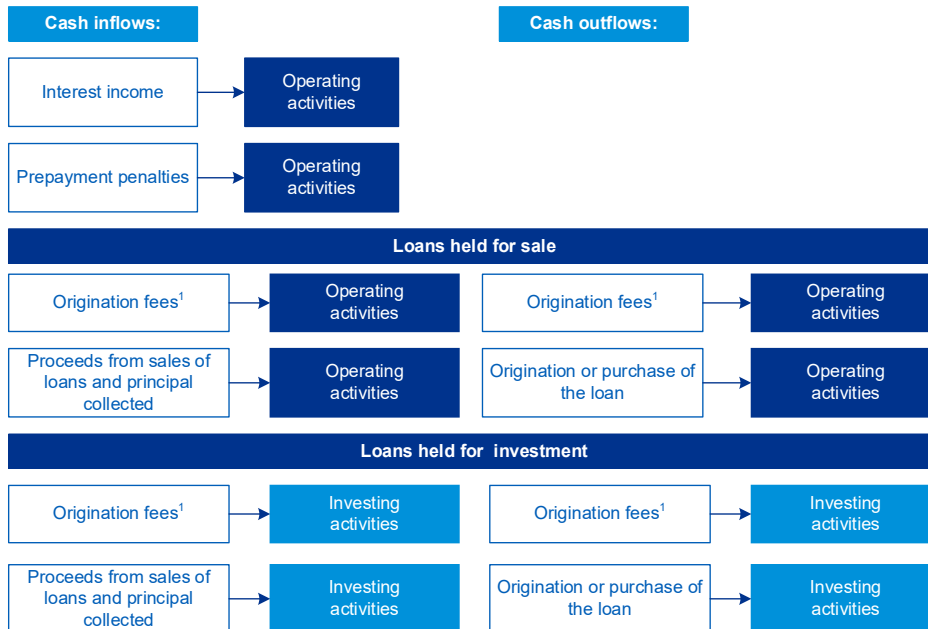 Cash inflows:
Cash outflows:
Interest income
Operating
activities
Prepayment penalties
Operating
activities
Loans held for sale
Origination fees1
Operating
activities
Origination fees1
Operating
activities
Proceeds from sales of
loans and principal
collected
Operating
activities
Origination or purchase of
the loan
Operating
activities
Loans held for  investment
Origination fees1
Investing
activities
Origination fees1
Investing
activities
Proceeds from sales of
loans and principal
collected
Investing
activities
Origination or purchase of
the loan
Investing
activities